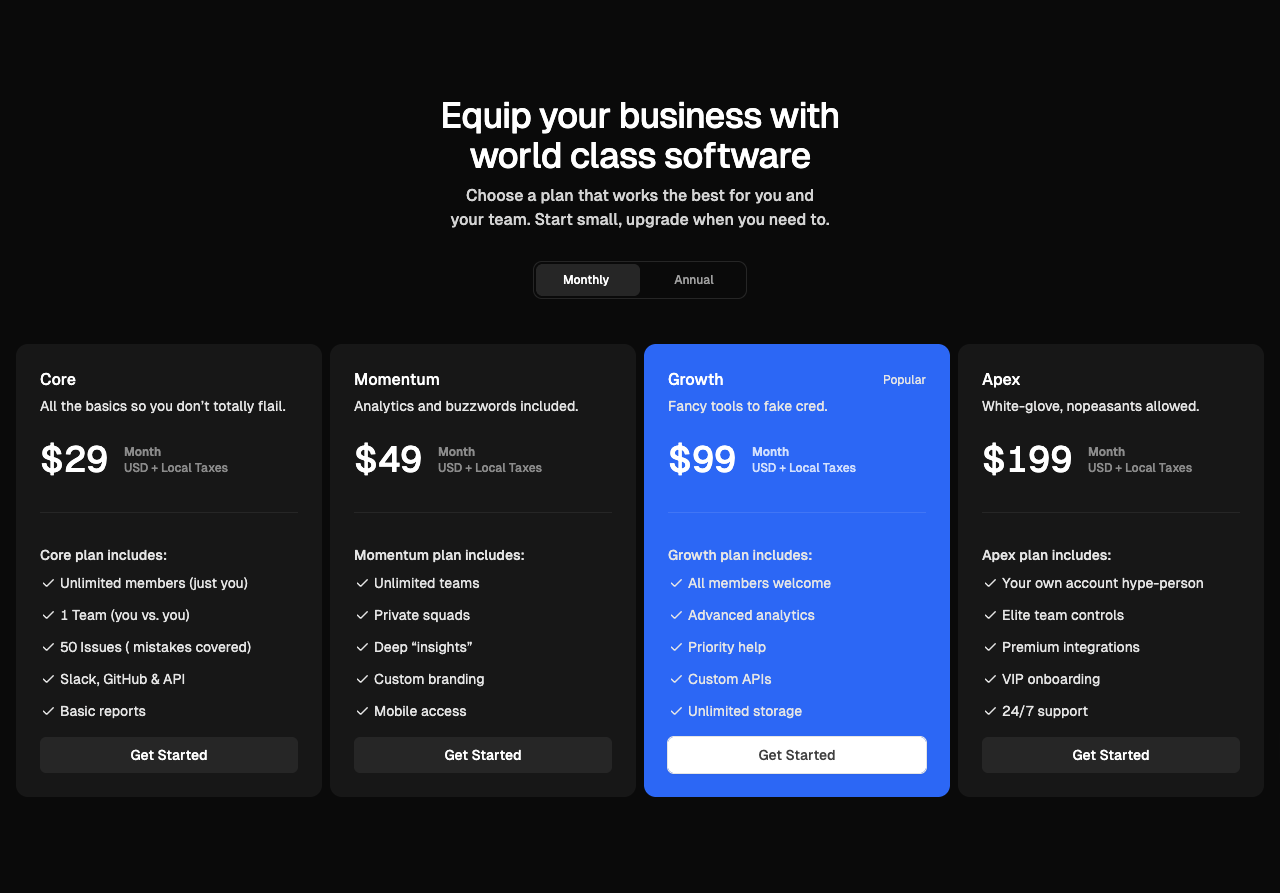 Equip your business with
world class software
Choose a plan that works the best for you and
your team. Start small, upgrade when you need to.
Monthly
Annual
Core
All the basics so you don’t totally flail.
$29
Month
USD + Local Taxes
Core plan includes:
Unlimited members (just you)
1 Team (you vs. you)
50 Issues ( mistakes covered)
Slack, GitHub & API
Basic reports
Get Started
Momentum
Analytics and buzzwords included.
$49
Month
USD + Local Taxes
Momentum plan includes:
Unlimited teams
Private squads
Deep “insights”
Custom branding
Mobile access
Get Started
Growth
Popular
Fancy tools to fake cred.
$99
Month
USD + Local Taxes
Growth plan includes:
All members welcome
Advanced analytics
Priority help
Custom APIs
Unlimited storage
Get Started
Apex
White-glove, nopeasants allowed.
$199
Month
USD + Local Taxes
Apex plan includes:
Your own account hype-person
Elite team controls
Premium integrations
VIP onboarding
24/7 support
Get Started